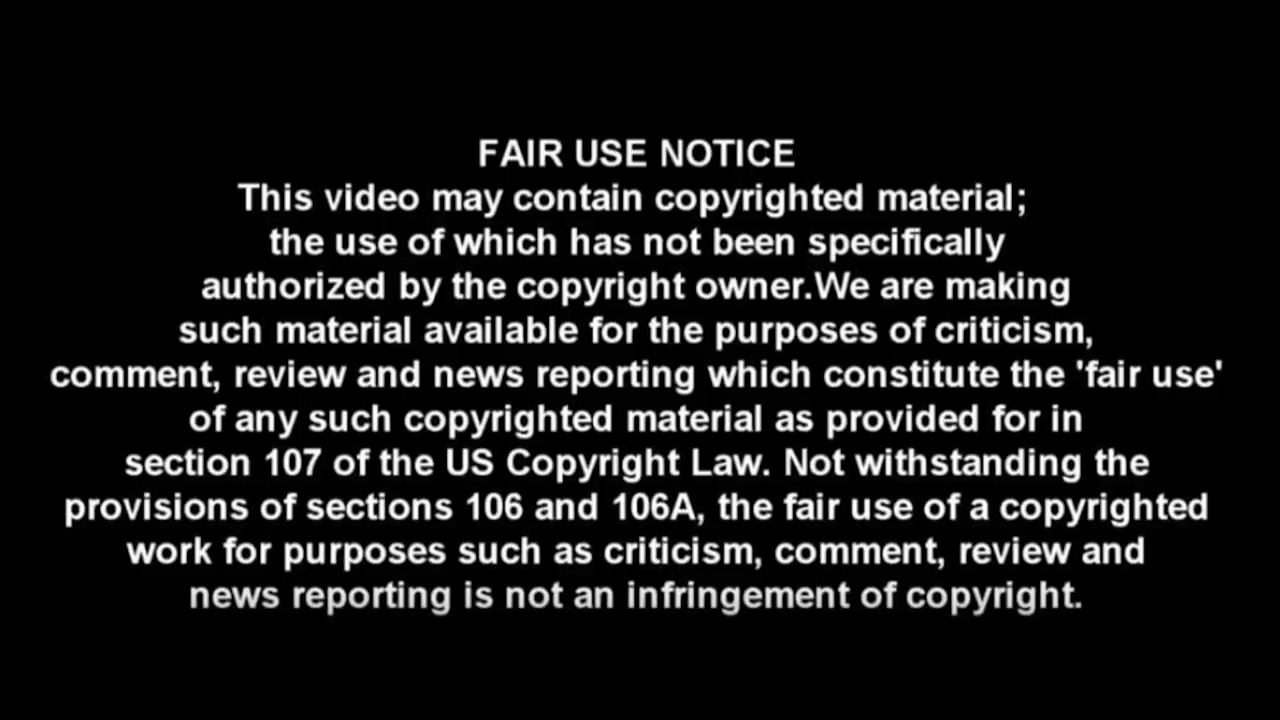 FAIR USE NOTICE
This video may contain copyrighted material;
the use of which has not been specifically
authorized by the copyright owner.We are making
such material available for the purposes of criticism,
comment, review and news reporting which constitute the 'fair use'
of any such copyrighted material as provided for in
section 107 of the US Copyright Law. Not withstanding the
provisions of sections 106 and 106A, the fair use of a copyrighted
work for purposes such as criticism, comment, review and
news reporting is not an infringement of copyright.